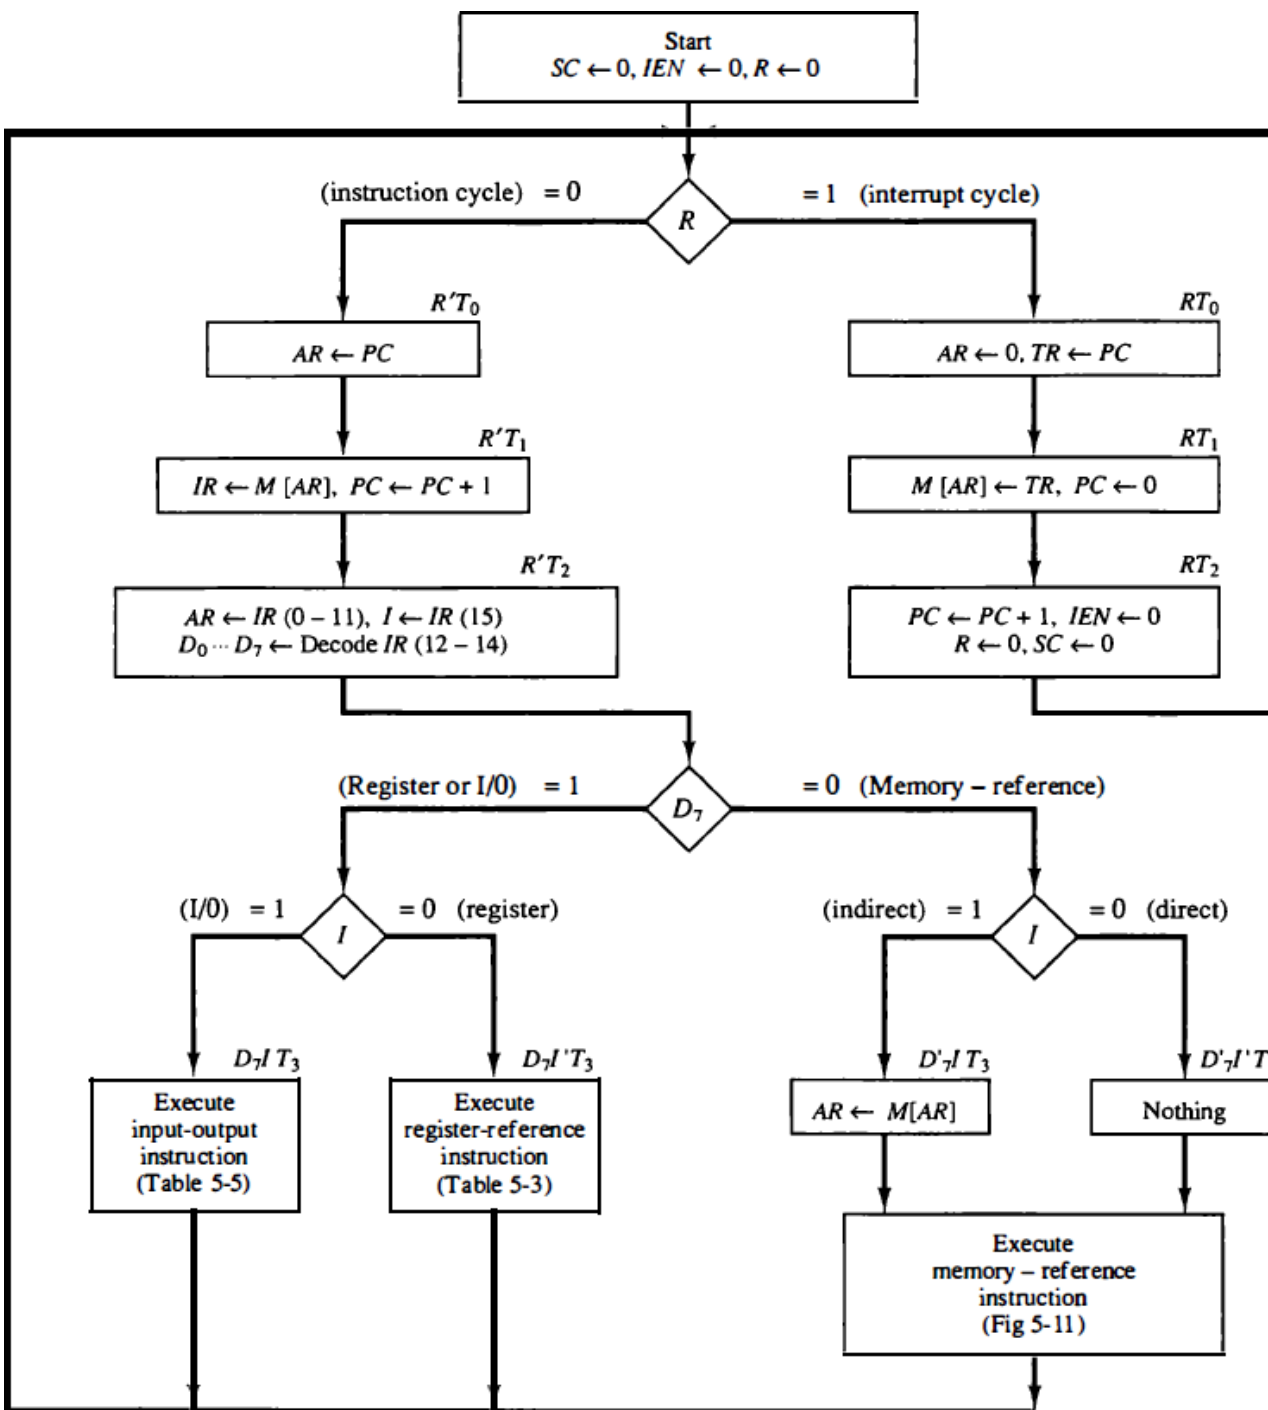 Start
SC ← 0, IEN ← 0, R ← 0
(instruction cycle) = 0
= 1 (interrupt cycle)
R
R′T₀
AR ← PC
RT₀
AR ← 0, TR ← PC
R′T₁
IR ← M [AR], PC ← PC + 1
RT₁
M [AR] ← TR, PC ← 0
R′T₂
AR ← IR (0 – 11), I ← IR (15)
D₀ ··· D₇ ← Decode IR (12 – 14)
RT₂
PC ← PC + 1, IEN ← 0
R ← 0, SC ← 0
(Register or I/0) = 1
= 0 (Memory – reference)
D₇
(I/0) = 1
= 0 (register)
I
(indirect) = 1
= 0 (direct)
I
D₇I T₃
Execute
input-output
instruction
(Table 5-5)
D₇I'T₃
Execute
register-reference
instruction
(Table 5-3)
D'₇I T₃
AR ← M[AR]
D'₇I' T
Nothing
Execute
memory – reference
instruction
(Fig 5-11)